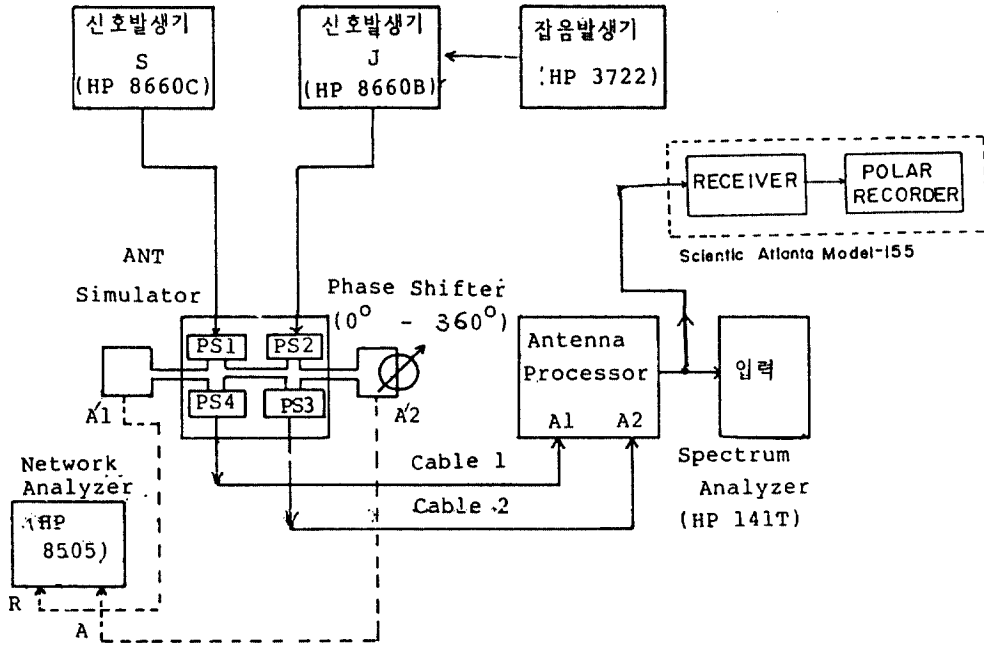 신호발생기
S
(HP 8660C)
신호발생기
J
(HP 8660B)
잡음발생기
(HP 3722)
RECEIVER
POLAR
RECORDER
Scientic Atlanta Model-155
ANT
Simulator
Phase Shifter
(0° - 360°)
PS1
PS2
PS4
PS3
A'1
A'2
Antenna
Processor
A1 A2
입력
Spectrum
Analyzer
(HP 141T)
Cable 1
Cable 2
Network
Analyzer
(HP
8505)
R
A